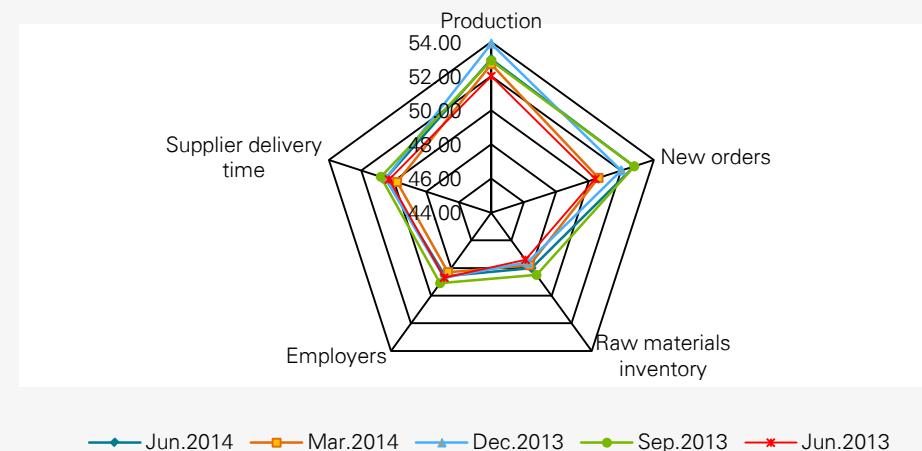 Production
54.00
52.00
50.00
48.00
46.00
44.00
Supplier delivery
time
New orders
Employers
Raw materials
inventory
Jun.2014 Mar.2014 Dec.2013 Sep.2013 Jun.2013